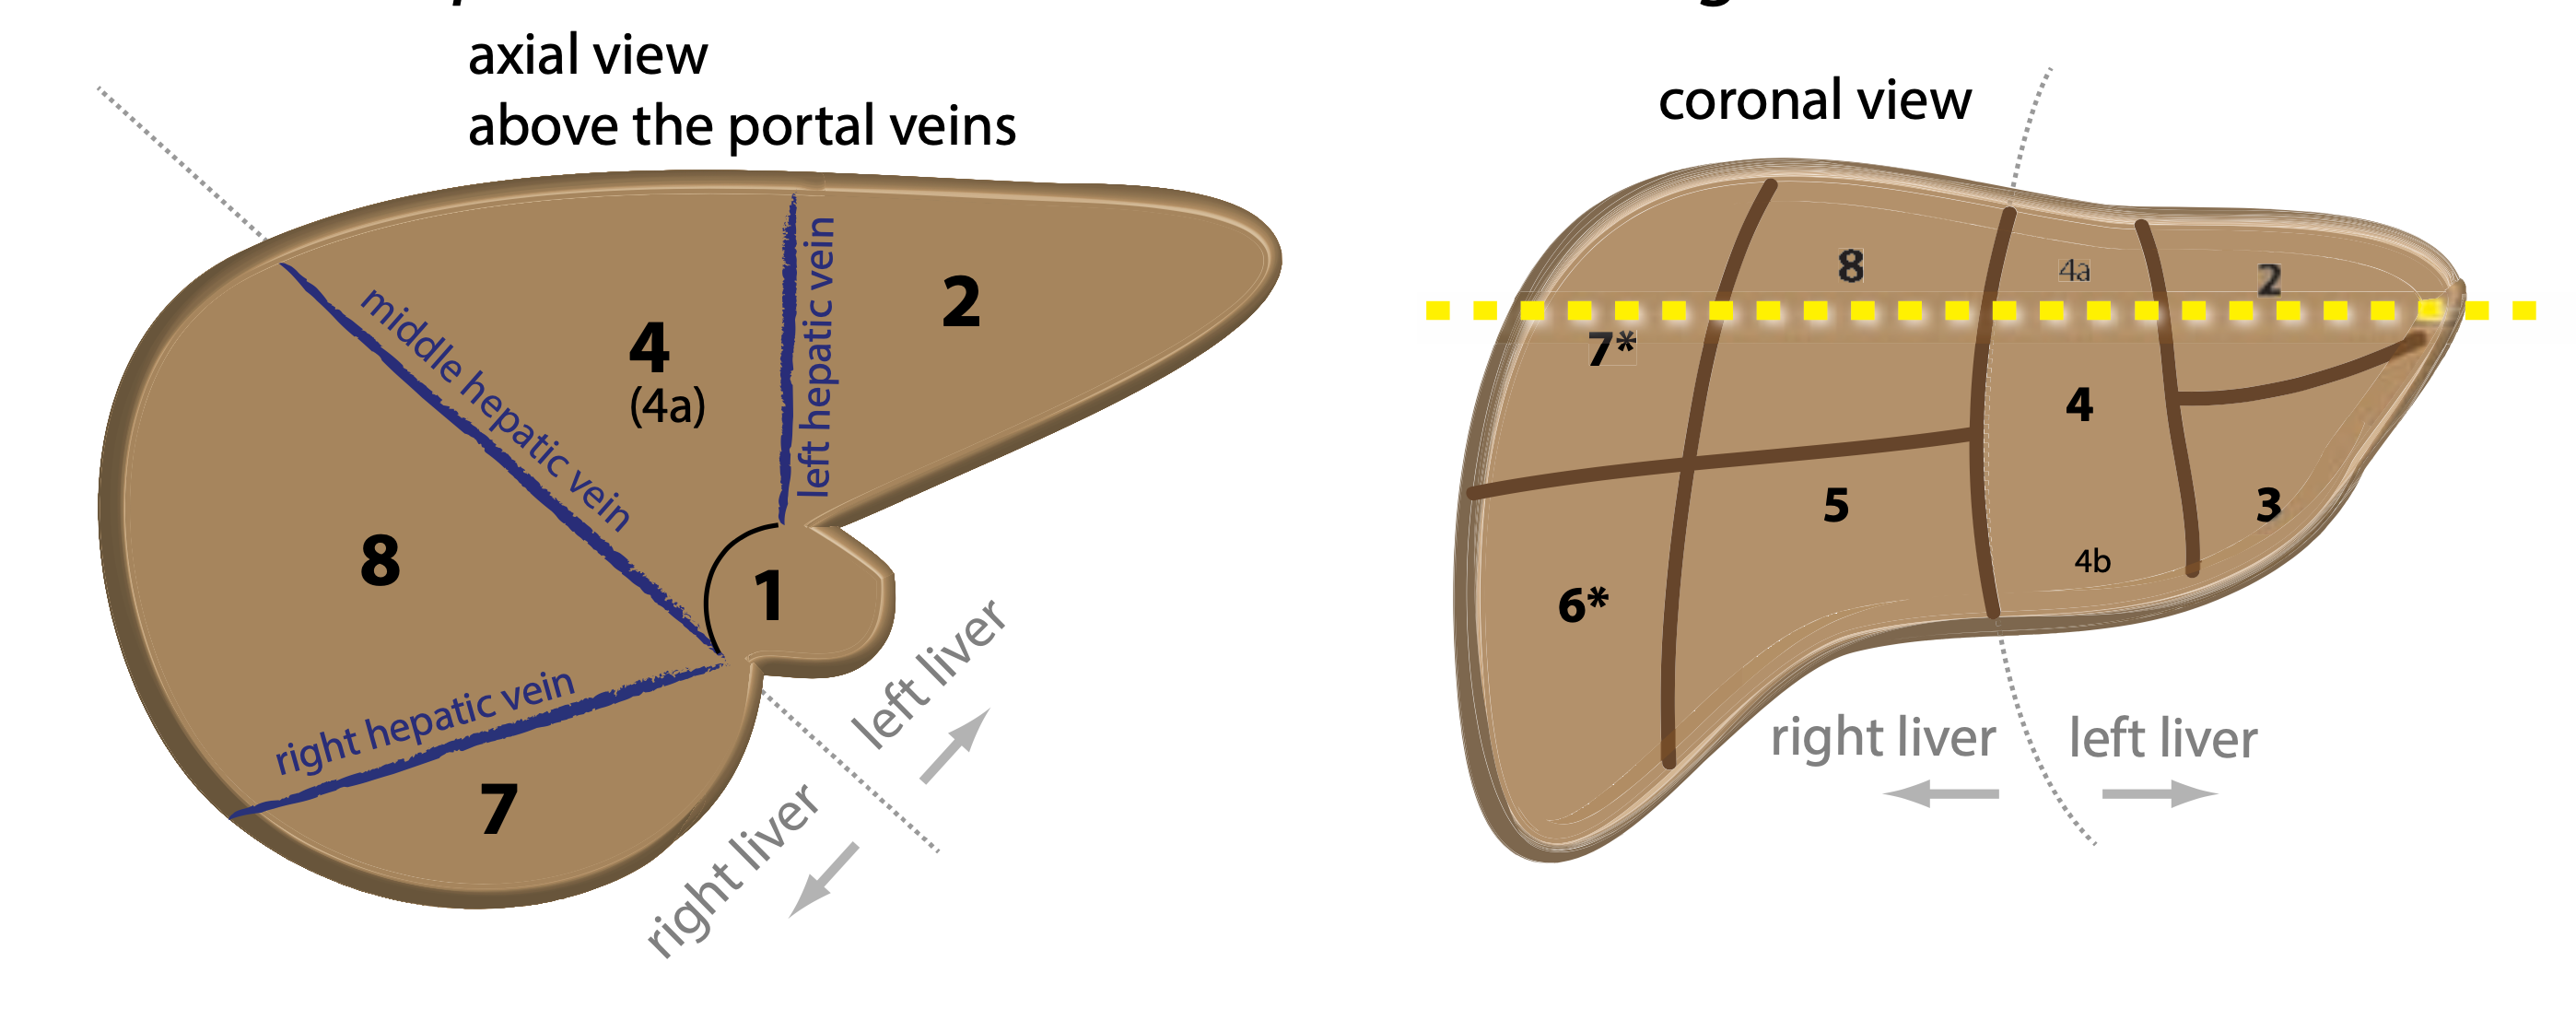 axial view
above the portal veins
middle hepatic vein
4
(4a)
left hepatic vein
2
8
1
right hepatic vein
7
left liver
right liver
coronal view
8
4a
2
7*
4
5
3
4b
6*
right liver
left liver